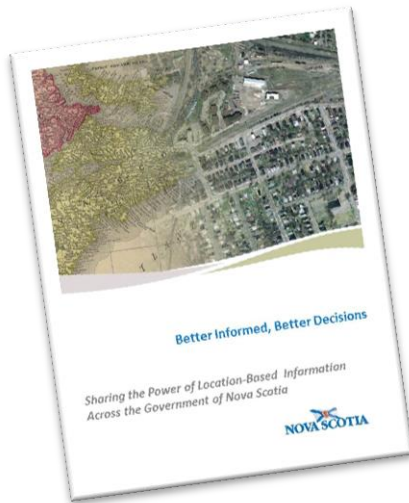 Better Informed, Better Decisions
Sharing the Power of Location-Based Information
Across the Government of Nova Scotia
NOVA SCOTIA